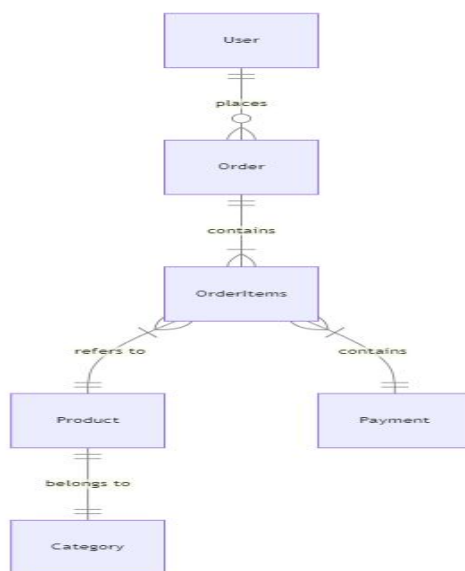 User
places
Order
contains
OrderItems
refers to
contains
Product
Payment
belongs to
Category